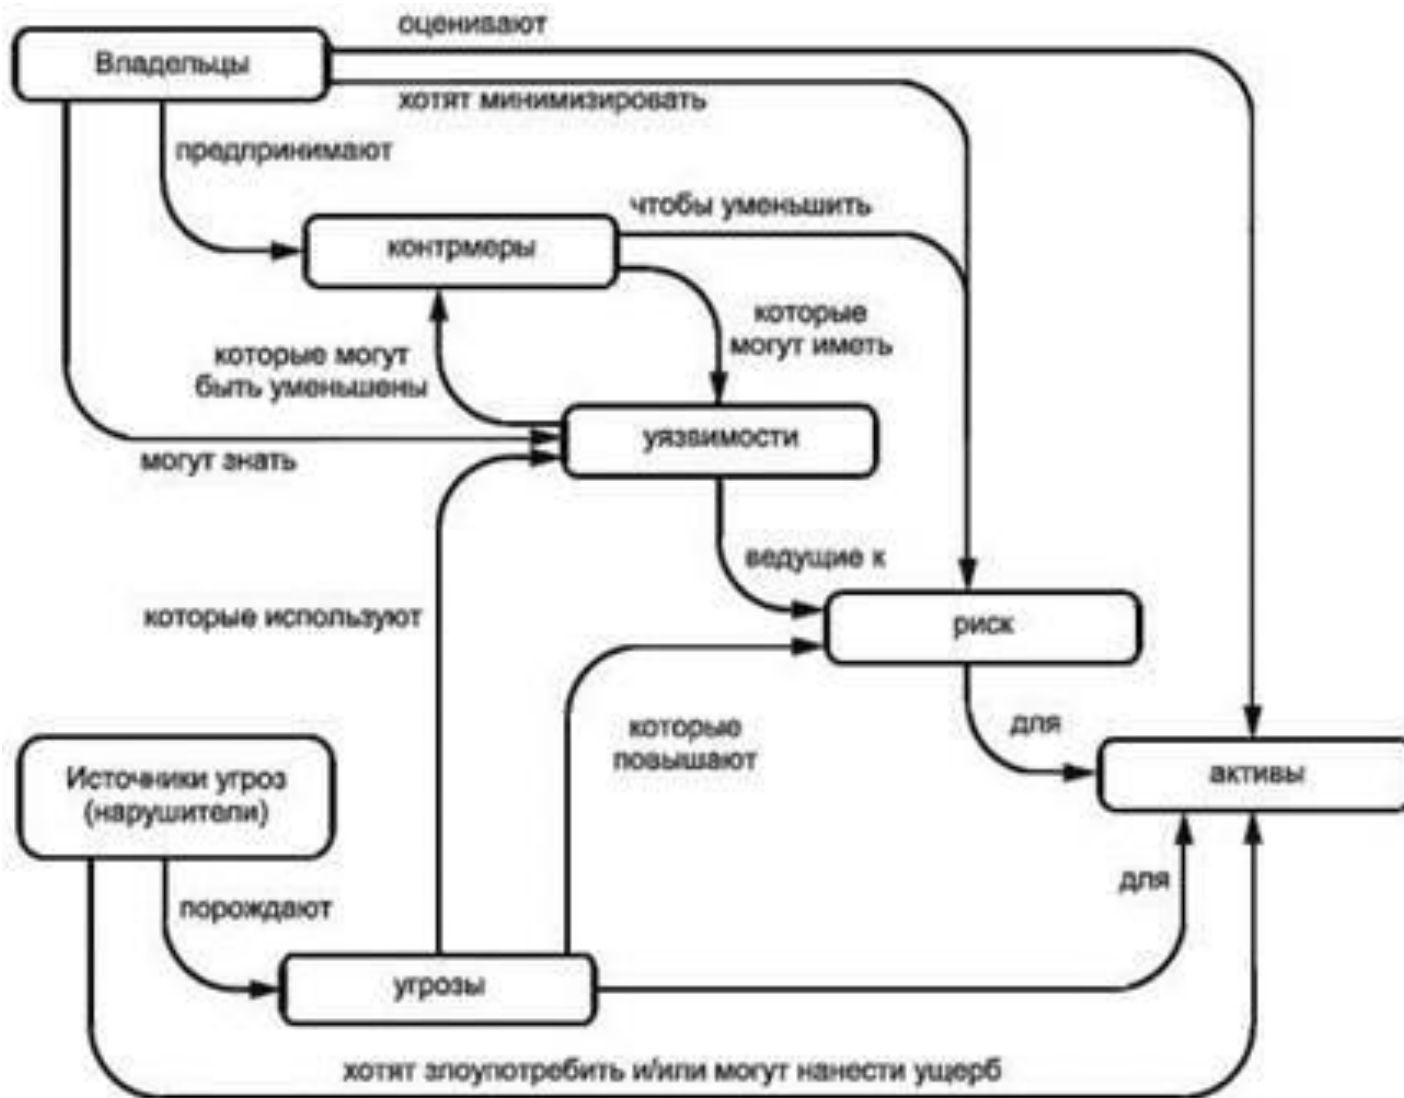 оценивают
Владельцы
хотят минимизировать
предпринимают
чтобы уменьшить
контрмеры
которые
могут иметь
которые могут
быть уменьшены
уязвимости
могут знать
ведущие к
которые используют
риск
которые
повышают
для
Источники угроз
(нарушители)
активы
для
порождают
угрозы
хотят злоупотребить и/или могут нанести ущерб